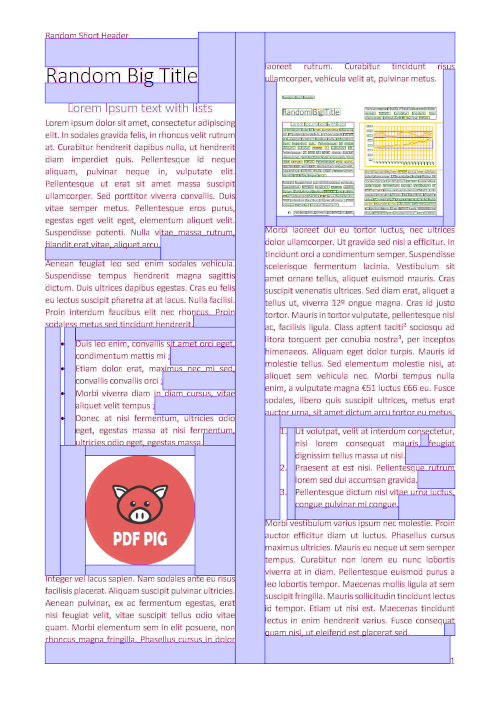 Random Short Header
Random Big Title
Lorem Ipsum text with lists
Lorem ipsum dolor sit amet, consectetur adipiscing
elit. In sodales gravida felis, in rhoncus velit rutrum
at. Curabitur hendrerit dapibus nulla, ut hendrerit
diam imperdiet quis. Pellentesque id neque
aliquam, pulvinar neque in, vulputate elit.
Pellentesque ut erat sit amet massa suscipit
ullamcorper. Sed porttitor viverra convallis. Duis
vitae semper metus. Pellentesque eros purus,
egestas eget velit eget, elementum aliquet velit.
Suspendisse potenti. Nulla vitae massa rutrum,
blandit erat vitae, aliquet arcu.
Aenean feugiat leo sed enim sodales vehicula.
Suspendisse tempus hendrerit magna sagittis
dictum. Duis ultrices dapibus egestas. Cras eu felis
eu lectus suscipit pharetra at at lacus. Nulla facilisi.
Proin interdum faucibus elit nec rhoncus. Proin
sodales metus sed tincidunt hendrerit.
• Duis leo enim, convallis sit amet orci eget,
condimentum mattis mi ;
• Etiam dolor erat, maximus nec mi sed,
convallis convallis orci ;
• Morbi viverra diam in diam cursus, vitae
aliquet velit tempus ;
• Donec at nisi fermentum, ultricies odio
eget, egestas massa at nisi fermentum,
ultricies odio eget, egestas massa.
PDF PIG
Integer vel lacus sapien. Nam sodales ante eu risus
facilisis placerat. Aliquam suscipit pulvinar ultricies.
Aenean pulvinar, ex ac fermentum egestas, erat
nisi feugiat velit, vitae suscipit tellus odio vitae
quam. Morbi elementum sem in elit posuere, non
rhoncus magna fringilla. Phasellus cursus in dolor
laoreet rutrum. Curabitur tincidunt risus
ullamcorper, vehicula velit at, pulvinar metus.
Random Big Title
Morbi laoreet dui eu tortor luctus, nec ultrices
dolor ullamcorper. Ut gravida sed nisl a efficitur. In
tincidunt orci a condimentum semper. Suspendisse
scelerisque fermentum lacinia. Vestibulum sit
amet ornare tellus, aliquet euismod mauris. Cras
suscipit venenatis ultrices. Sed diam erat, aliquet a
tellus ut, viverra 12º ongue magna. Cras id justo
tortor. Mauris in tortor vulputate, pellentesque nisl
ac, facilisis ligula. Class aptent taciti² sociosqu ad
litora torquent per conubia nostra³, per inceptos
himenaeos. Aliquam eget dolor turpis. Mauris id
molestie tellus. Sed elementum molestie nisi, at
aliquet sem vehicula nec. Morbi tempus nulla
enim, a vulputate magna €51 luctus £66 eu. Fusce
sodales, libero quis suscipit ultricies, metus erat
auctor urna, sit amet dictum arcu tortor eu metus.
1. Ut volutpat, velit at interdum consectetur,
nisl lorem consequat mauris, feugiat
dignissim tellus massa ut nisl.
2. Praesent at est nisi. Pellentesque rutrum
lorem sed dui accumsan gravida.
3. Pellentesque dictum nisl vitae urna luctus,
congue pulvinar mi congue.
Morbi vestibulum varius ipsum nec molestie. Proin
auctor efficitur diam ut luctus. Phasellus cursus
maximus ultricies. Mauris eu neque ut sem semper
tempus. Curabitur non lorem eu nunc lobortis
viverra at in diam. Pellentesque euismod purus a
leo lobortis tempor. Maecenas mollis ligula at sem
suscipit fringilla. Mauris sollicitudin tincidunt lectus
id tempor. Etiam ut nisi est. Maecenas tincidunt
lectus in enim hendrerit varius. Fusce consequat
quam nisl, ut eleifend est placerat sed.
1